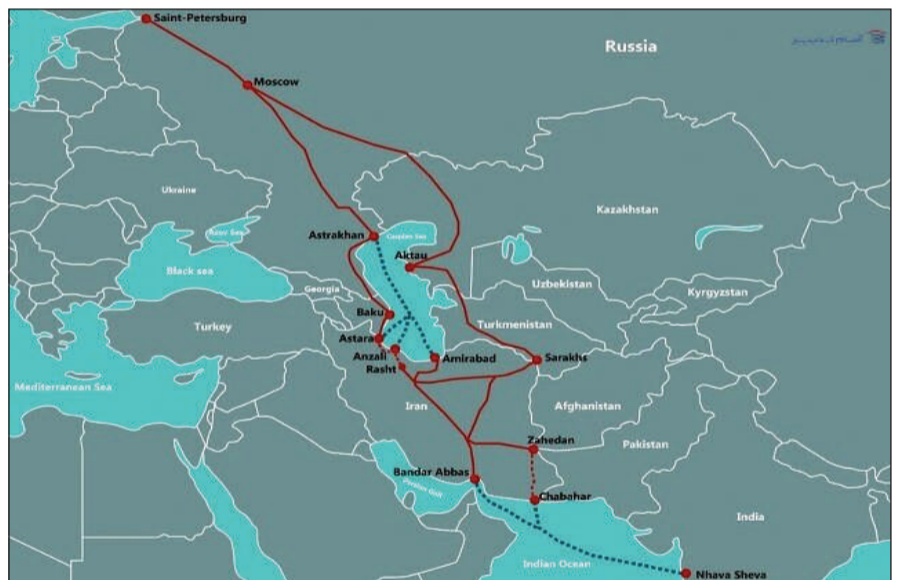 Saint-Petersburg
Russia
Moscow
Ukraine
Kazakhstan
Astrakhan
Azov Sea
Caspian Sea
Aktau
Black sea
Uzbekistan
Georgia
Kyrgyzstan
Baku
Turkey
Turkmenistan
Astara
Anzali
Amirabad
Sarakhs
Rasht
Mediterranean Sea
Iran
Afghanistan
Zahedan
Pakistan
Bandar Abbas
Persian Gulf
Chabahar
India
Indian Ocean
Nhava Sheva